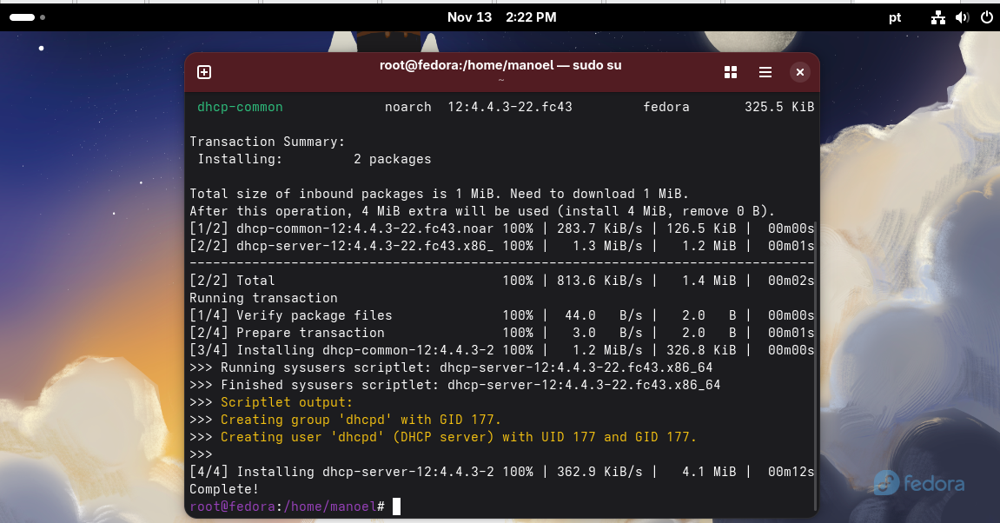 Nov 13 2:22 PM pt
root@fedora:/home/manoel — sudo su
~
dhcp-common noarch 12:4.4.3-22.fc43 fedora 325.5 KiB
Transaction Summary:
Installing: 2 packages
Total size of inbound packages is 1 MiB. Need to download 1 MiB.
After this operation, 4 MiB extra will be used (install 4 MiB, remove 0 B).
[1/2] dhcp-common-12:4.4.3-22.fc43.noar 100% | 283.7 KiB/s | 126.5 KiB | 00m00s
[2/2] dhcp-server-12:4.4.3-22.fc43.x86_ 100% | 1.3 MiB/s | 1.2 MiB | 00m01s
--------------------------------------------------------------------------------
[2/2] Total 100% | 813.6 KiB/s | 1.4 MiB | 00m02s
Running transaction
[1/4] Verify package files 100% | 44.0 B/s | 2.0 B | 00m00s
[2/4] Prepare transaction 100% | 3.0 B/s | 2.0 B | 00m01s
[3/4] Installing dhcp-common-12:4.4.3-2 100% | 1.2 MiB/s | 326.8 KiB | 00m00s
>>> Running sysusers scriptlet: dhcp-server-12:4.4.3-22.fc43.x86_64
>>> Finished sysusers scriptlet: dhcp-server-12:4.4.3-22.fc43.x86_64
>>> Scriptlet output:
>>> Creating group 'dhcpd' with GID 177.
>>> Creating user 'dhcpd' (DHCP server) with UID 177 and GID 177.
>>>
[4/4] Installing dhcp-server-12:4.4.3-2 100% | 362.9 KiB/s | 4.1 MiB | 00m12s
Complete!
root@fedora:/home/manoel#
fedora